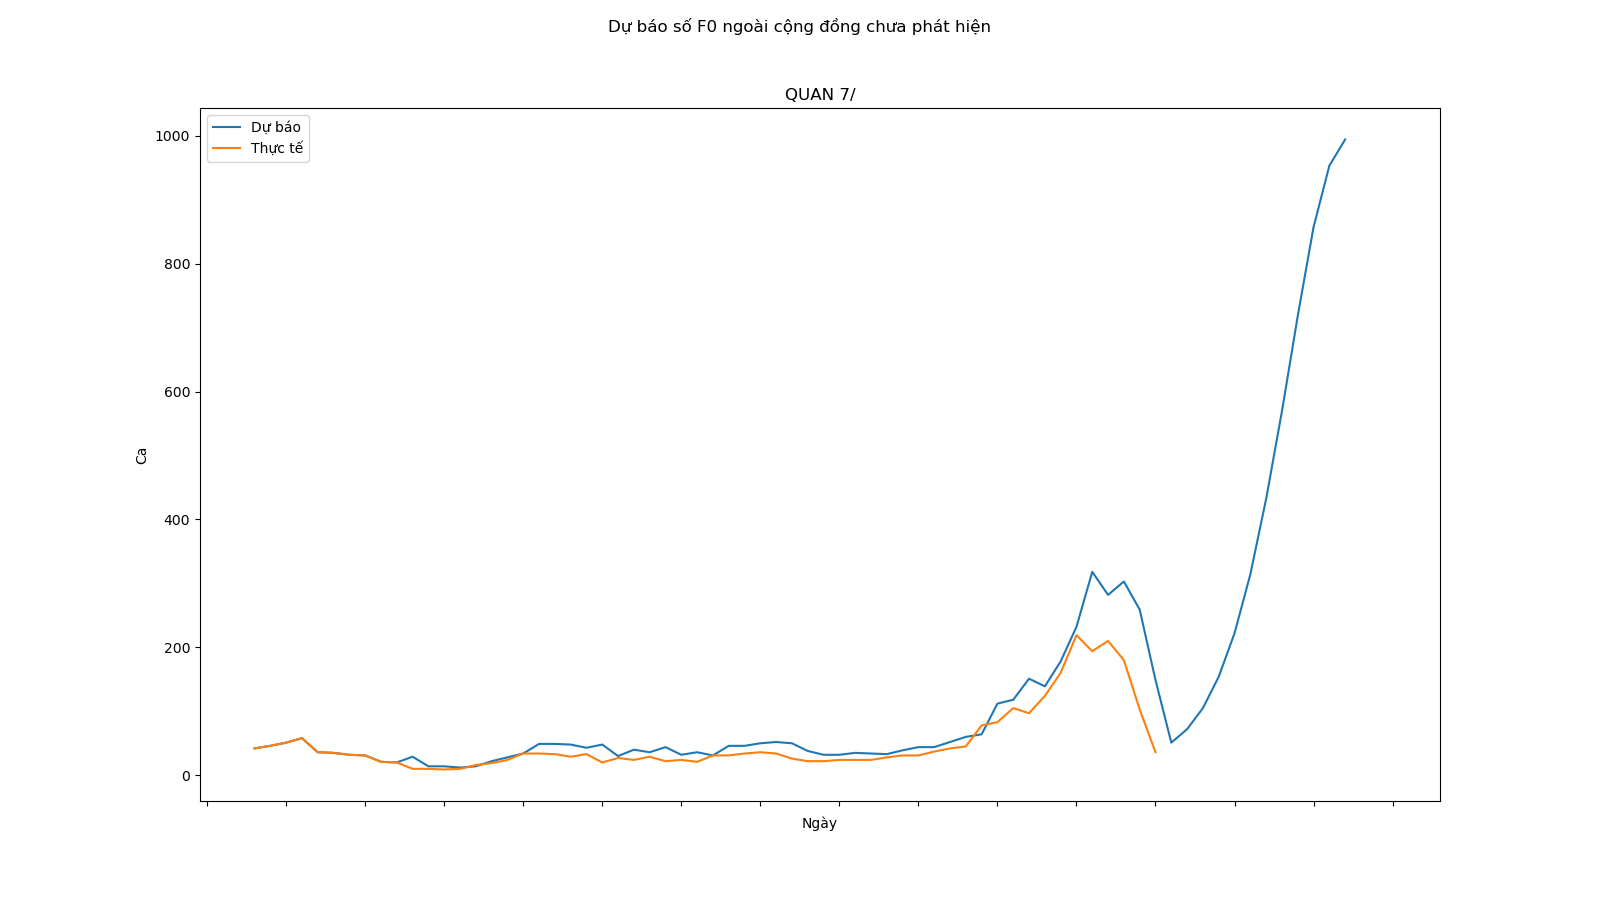 Dự báo số F0 ngoài cộng đồng chưa phát hiện
QUAN 7/
Dự báo
Thực tế
1000
800
600
400
200
0
Ca
Ngày